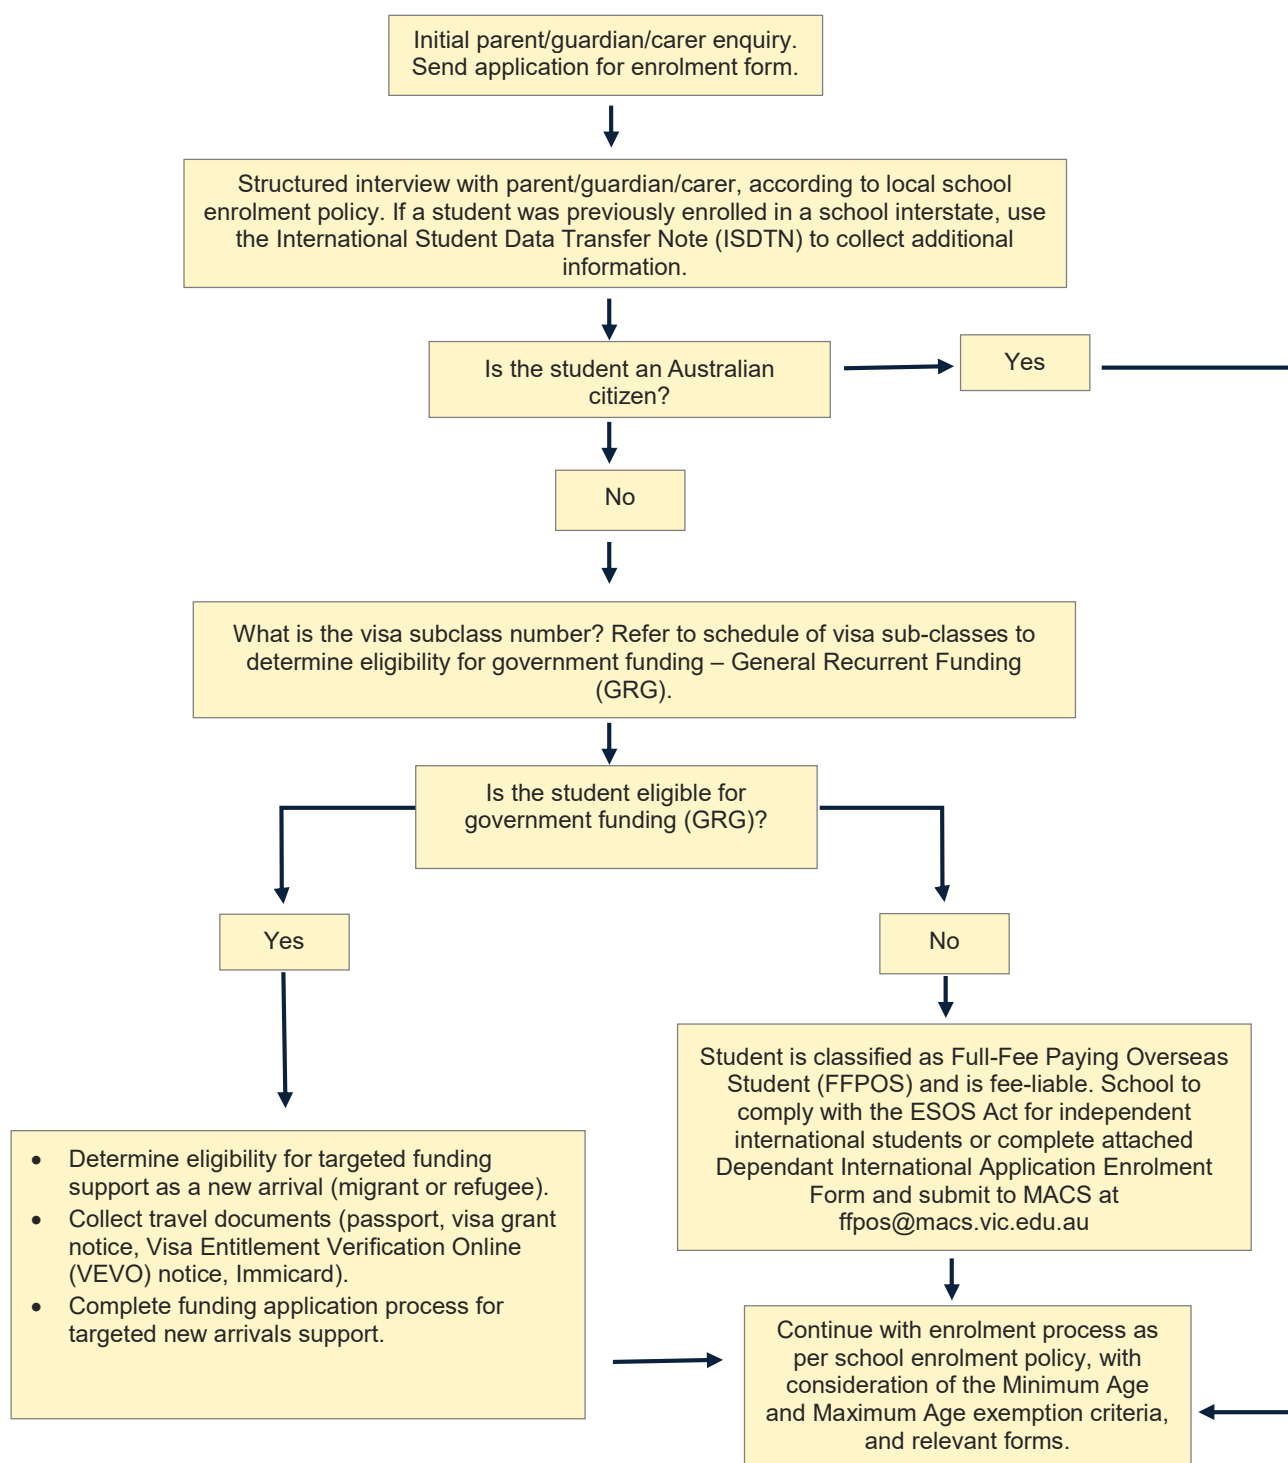 Initial parent/guardian/carer enquiry.
Send application for enrolment form.
Structured interview with parent/guardian/carer, according to local school
enrolment policy. If a student was previously enrolled in a school interstate, use
the International Student Data Transfer Note (ISDTN) to collect additional
information.
Is the student an Australian
citizen?
Yes
No
What is the visa subclass number? Refer to schedule of visa sub-classes to
determine eligibility for government funding – General Recurrent Funding
(GRG).
Is the student eligible for
government funding (GRG)?
Yes
No
Student is classified as Full-Fee Paying Overseas
Student (FFPOS) and is fee-liable. School to
comply with the ESOS Act for independent
international students or complete attached
Dependant International Application Enrolment
Form and submit to MACS at
ffpos@macs.vic.edu.au
• Determine eligibility for targeted funding
support as a new arrival (migrant or refugee).
• Collect travel documents (passport, visa grant
notice, Visa Entitlement Verification Online
(VEVO) notice, Immicard).
• Complete funding application process for
targeted new arrivals support.
Continue with enrolment process as
per school enrolment policy, with
consideration of the Minimum Age
and Maximum Age exemption criteria,
and relevant forms.